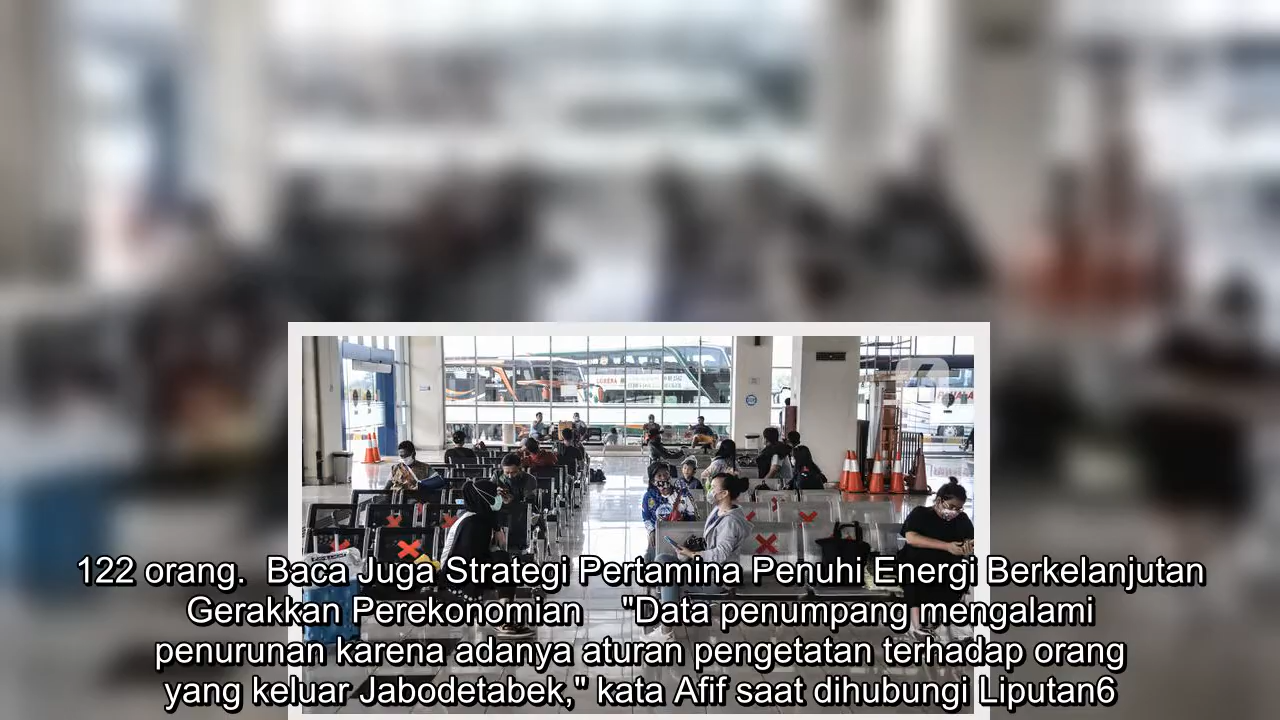 LORENA
122 orang.  Baca Juga Strategi Pertamina Penuhi Energi Berkelanjutan
Gerakkan Perekonomian    "Data penumpang mengalami
penurunan karena adanya aturan pengetatan terhadap orang
yang keluar Jabodetabek," kata Afif saat dihubungi Liputan6